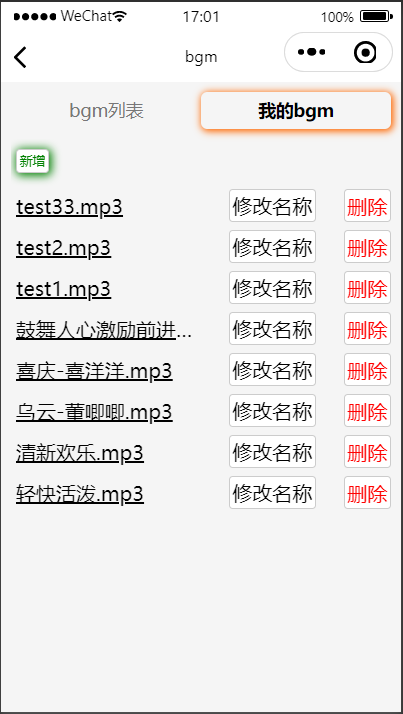 WeChat 17:01 100%
bgm
bgm列表 我的bgm
新增
test33.mp3 修改名称 删除
test2.mp3 修改名称 删除
test1.mp3 修改名称 删除
鼓舞人心激励前进... 修改名称 删除
喜庆-喜洋洋.mp3 修改名称 删除
乌云-董唧唧.mp3 修改名称 删除
清新欢乐.mp3 修改名称 删除
轻快活泼.mp3 修改名称 删除